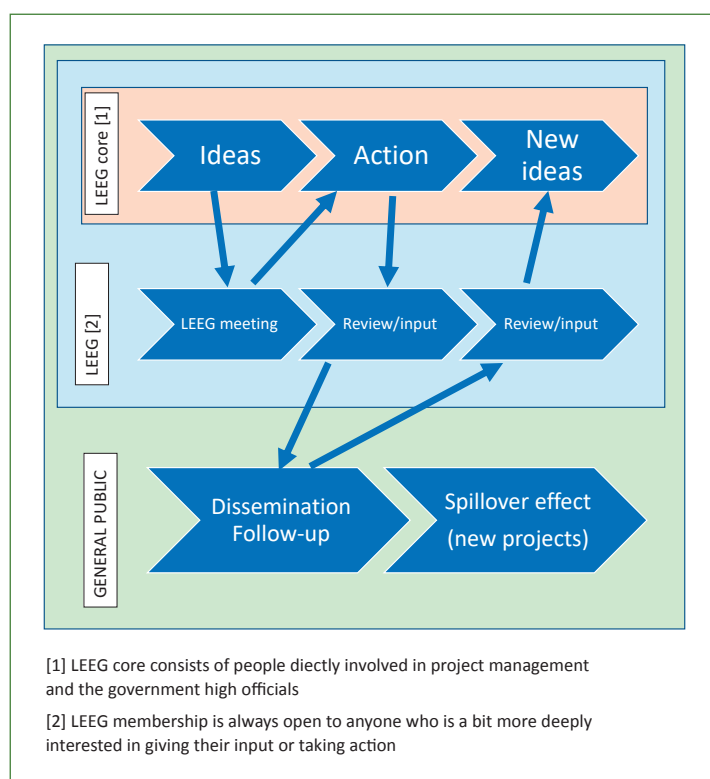 LEEG core [1]
Ideas
Action
New
ideas
LEEG [2]
LEEG meeting
Review/input
Review/input
GENERAL PUBLIC
Dissemination
Follow-up
Spillover effect
(new projects)
[1] LEEG core consists of people diectly involved in project management
and the government high officials
[2] LEEG membership is always open to anyone who is a bit more deeply
interested in giving their input or taking action